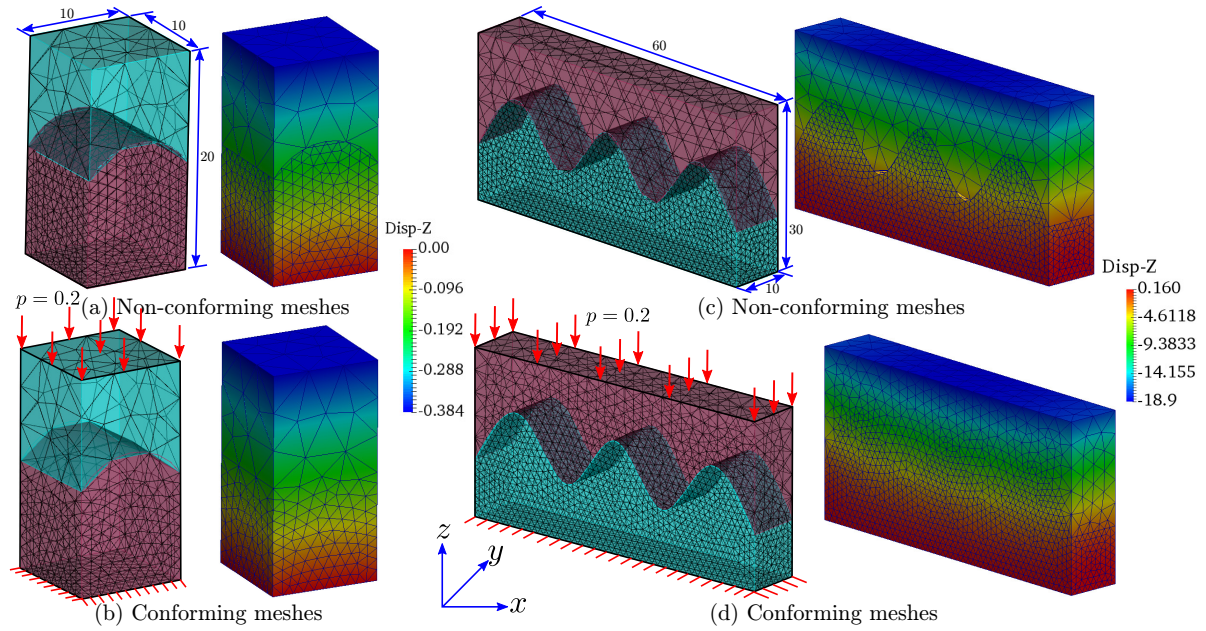 10
10
20
Disp-Z
0.00
-0.096
-0.192
-0.288
-0.384
(a) Non-conforming meshes
p = 0.2
(b) Conforming meshes
60
30
10
(c) Non-conforming meshes
Disp-Z
0.160
-4.6118
-9.3833
-14.155
-18.9
p = 0.2
z
y
x
(d) Conforming meshes